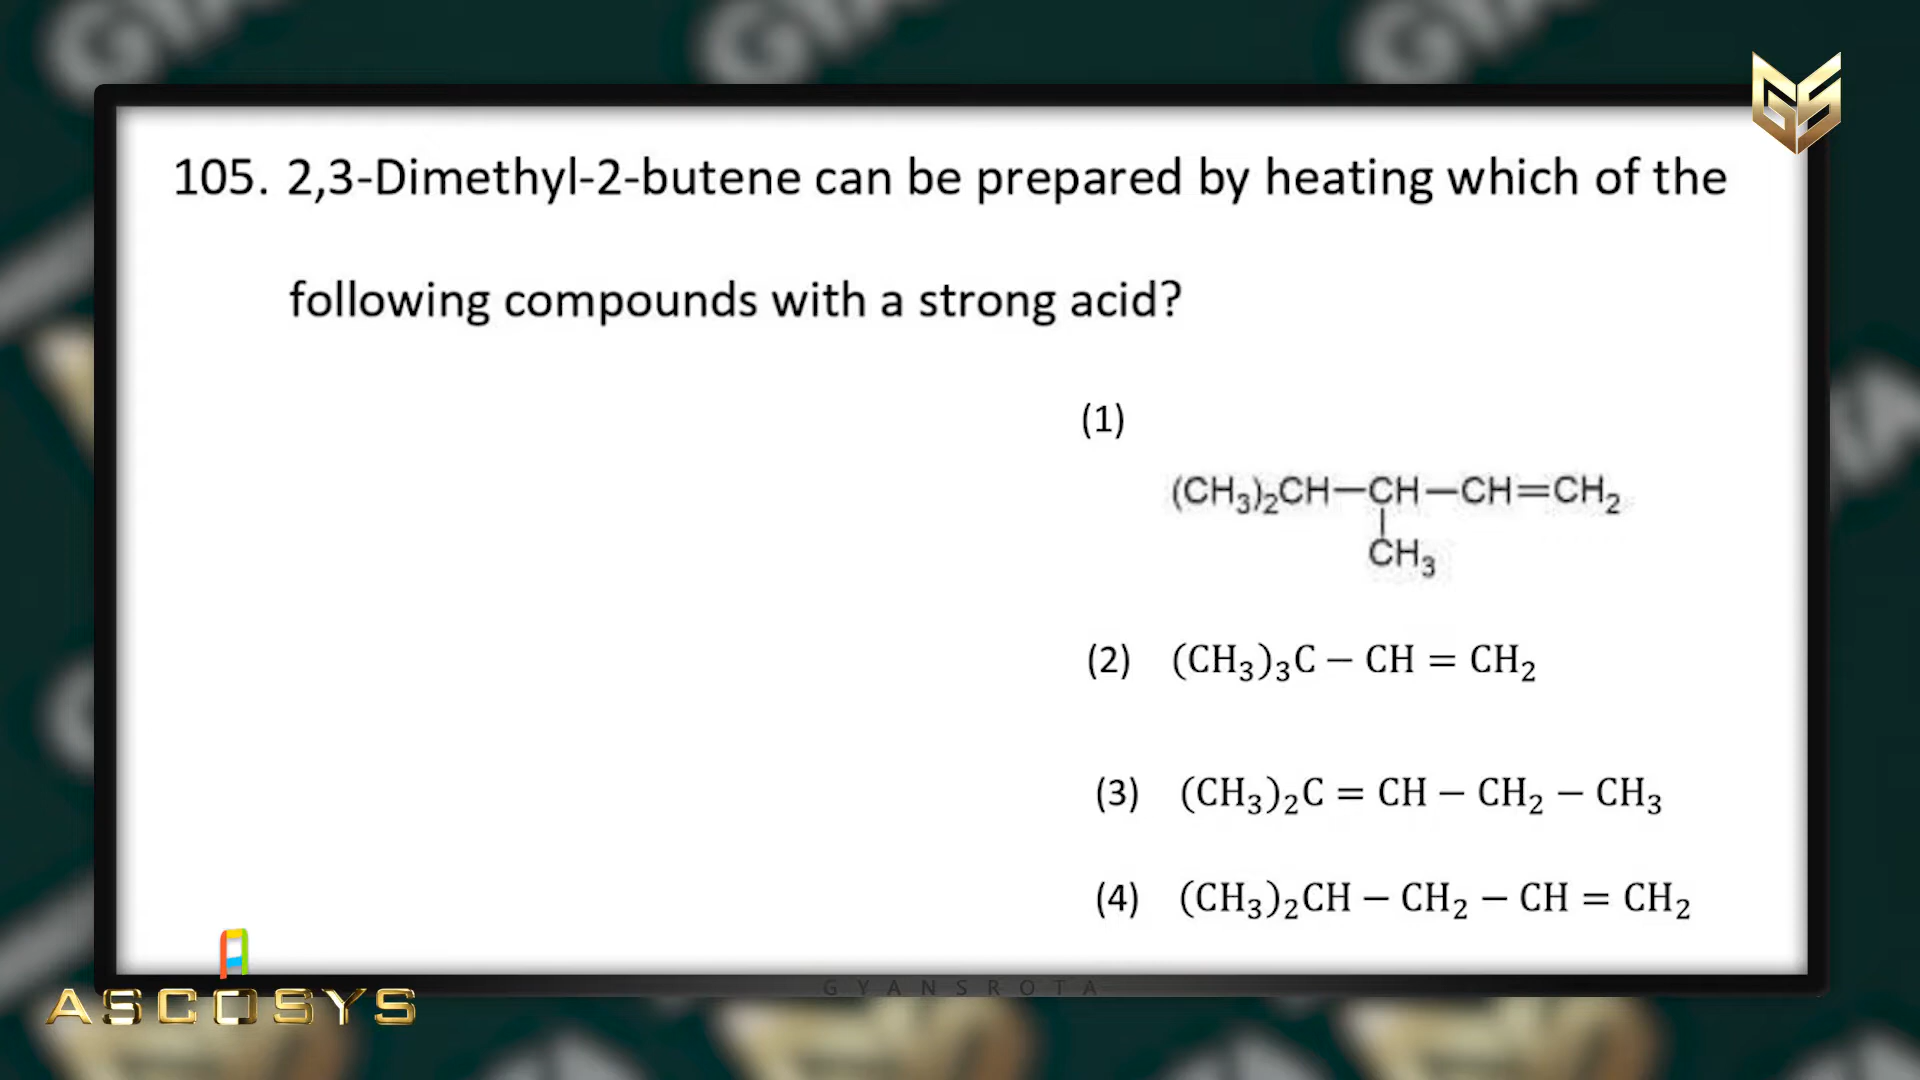 GS
105. 2,3-Dimethyl-2-butene can be prepared by heating which of the
following compounds with a strong acid?
(1)
(CH₃)₂CH—CH—CH=CH₂
CH₃
(2) (CH₃)₃C − CH = CH₂
(3) (CH₃)₂C = CH − CH₂ − CH₃
(4) (CH₃)₂CH − CH₂ − CH = CH₂
GYANSROTA
ASCOSYS